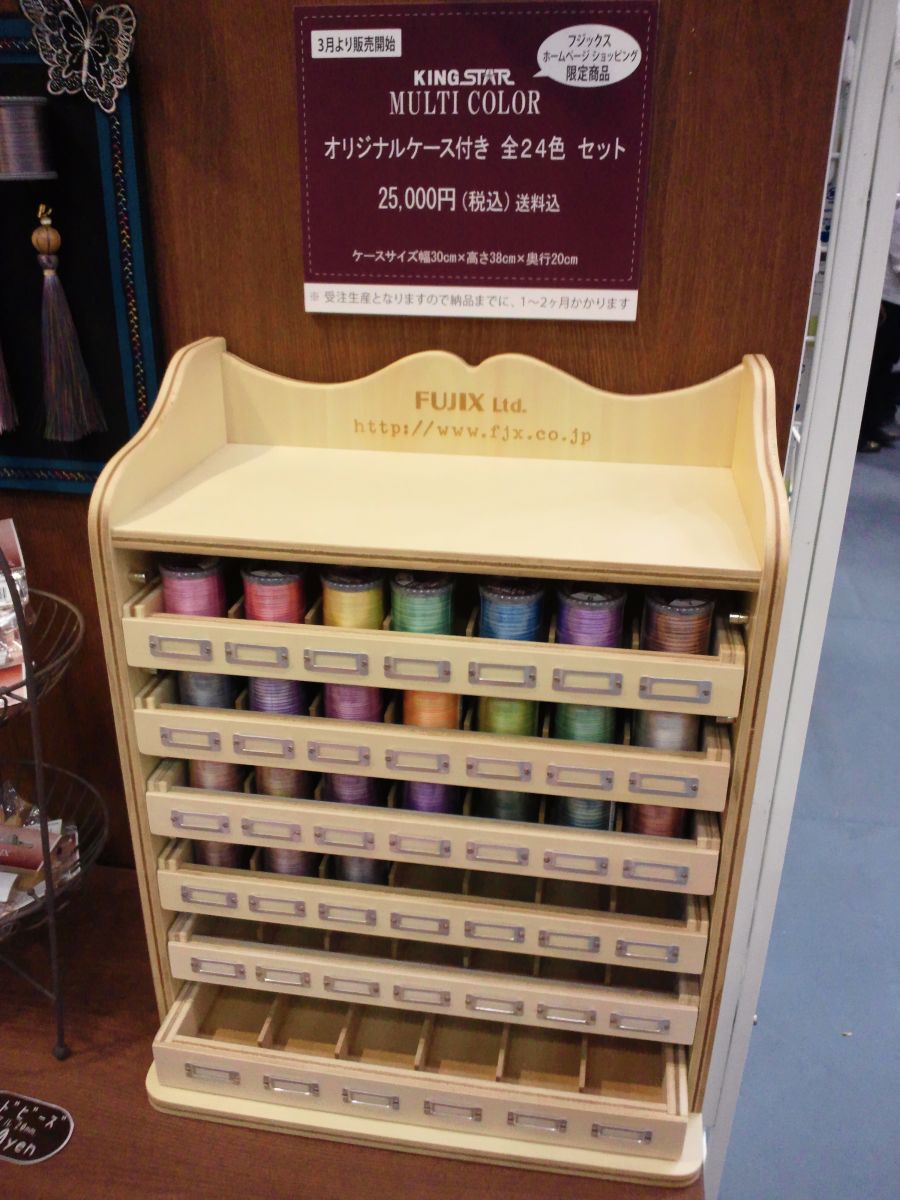 3月より販売開始
フジックス
ホームページ ショッピング
限定商品
KING STAR
MULTI COLOR
オリジナルケース付き 全24色 セット
25,000円(税込)送料込
ケースサイズ幅30cm×高さ38cm×奥行20cm
※ 受注生産となりますので納品までに、1〜2ヶ月かかります
FUJIX Ltd.
http://www.fjx.co.jp